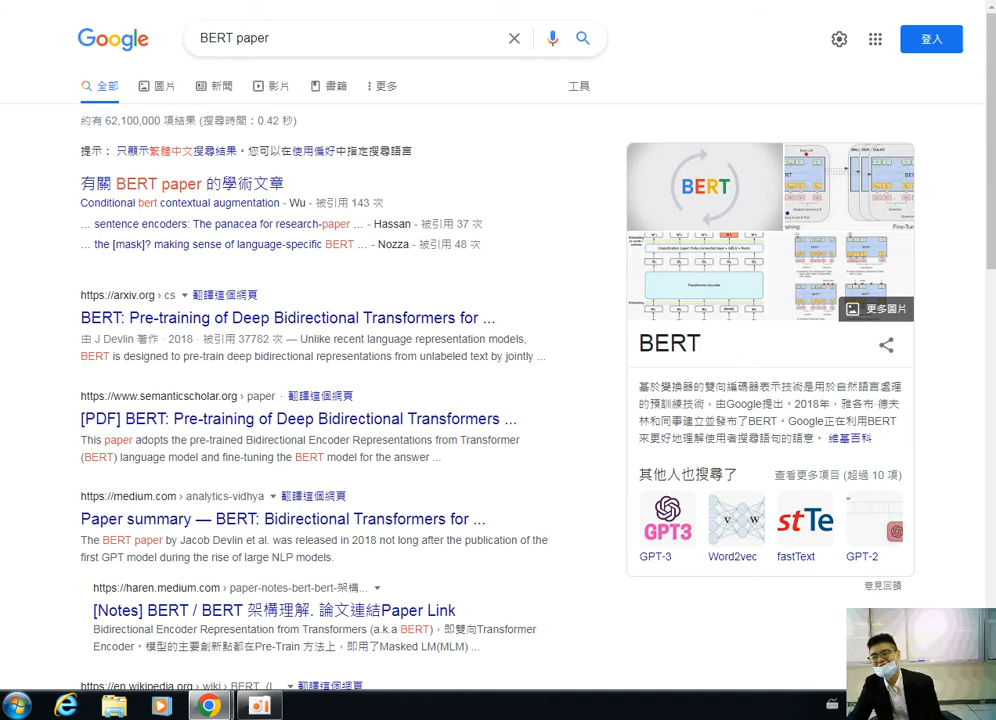 Google
BERT paper
登入
全部
圖片
新聞
影片
書籍
更多
工具
約有 62,100,000 項結果 (搜尋時間：0.42 秒)
提示： 只顯示繁體中文搜尋結果。您可以在使用偏好中指定搜尋語言
有關 BERT paper 的學術文章
Conditional bert contextual augmentation - Wu - 被引用 143 次
... sentence encoders: The panacea for research-paper ... - Hassan - 被引用 37 次
... the [mask]? making sense of language-specific BERT ... - Nozza - 被引用 48 次
https://arxiv.org › cs 翻譯這個網頁
BERT: Pre-training of Deep Bidirectional Transformers for ...
由 J Devlin 著作 · 2018 · 被引用 37782 次 — Unlike recent language representation models,
BERT is designed to pre-train deep bidirectional representations from unlabeled text by jointly ...
https://www.semanticscholar.org › paper · 翻譯這個網頁
[PDF] BERT: Pre-training of Deep Bidirectional Transformers ...
This paper adopts the pre-trained Bidirectional Encoder Representations from Transformer
(BERT) language model and fine-tuning the BERT model for the answer ...
https://medium.com › analytics-vidhya 翻譯這個網頁
Paper summary — BERT: Bidirectional Transformers for ...
The BERT paper by Jacob Devlin et al. was released in 2018 not long after the publication of the
first GPT model during the rise of large NLP models.
https://haren.medium.com › paper-notes-bert-bert-架構...
[Notes] BERT / BERT 架構理解. 論文連結Paper Link
Bidirectional Encoder Representation from Transformers (a.k.a BERT)，即雙向Transformer
Encoder。模型的主要創新點都在Pre-Train 方法上，即用了Masked LM(MLM) ...
https://en.wikipedia.org › wiki › BERT_(l... 翻譯這個網頁
BERT
Transformer encoder
Fine-Tu
更多圖片
BERT
基於變換器的雙向編碼器表示技術是用於自然語言處理
的預訓練技術，由Google提出。2018年，雅各布·德夫
林和同事建立並發布了BERT。Google正在利用BERT
來更好地理解使用者搜尋語句的語意。 維基百科
其他人也搜尋了
查看更多項目 (超過 10 項)
GPT3
V
W
stTe
GPT-3
Word2vec
fastText
GPT-2
意見回饋